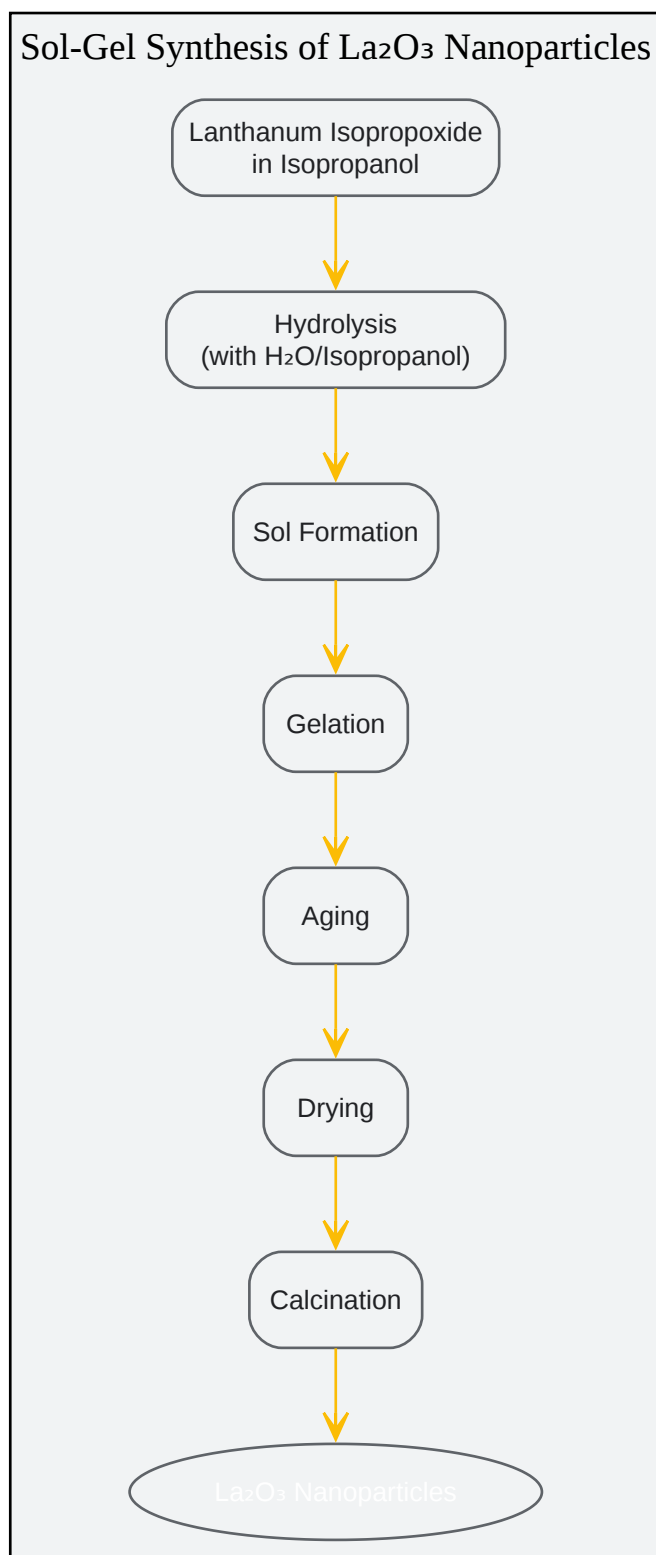 Sol-Gel Synthesis of La₂O₃ Nanoparticles
Lanthanum Isopropoxide
in Isopropanol
Hydrolysis
(with H₂O/Isopropanol)
Sol Formation
Gelation
Aging
Drying
Calcination
La₂O₃ Nanoparticles